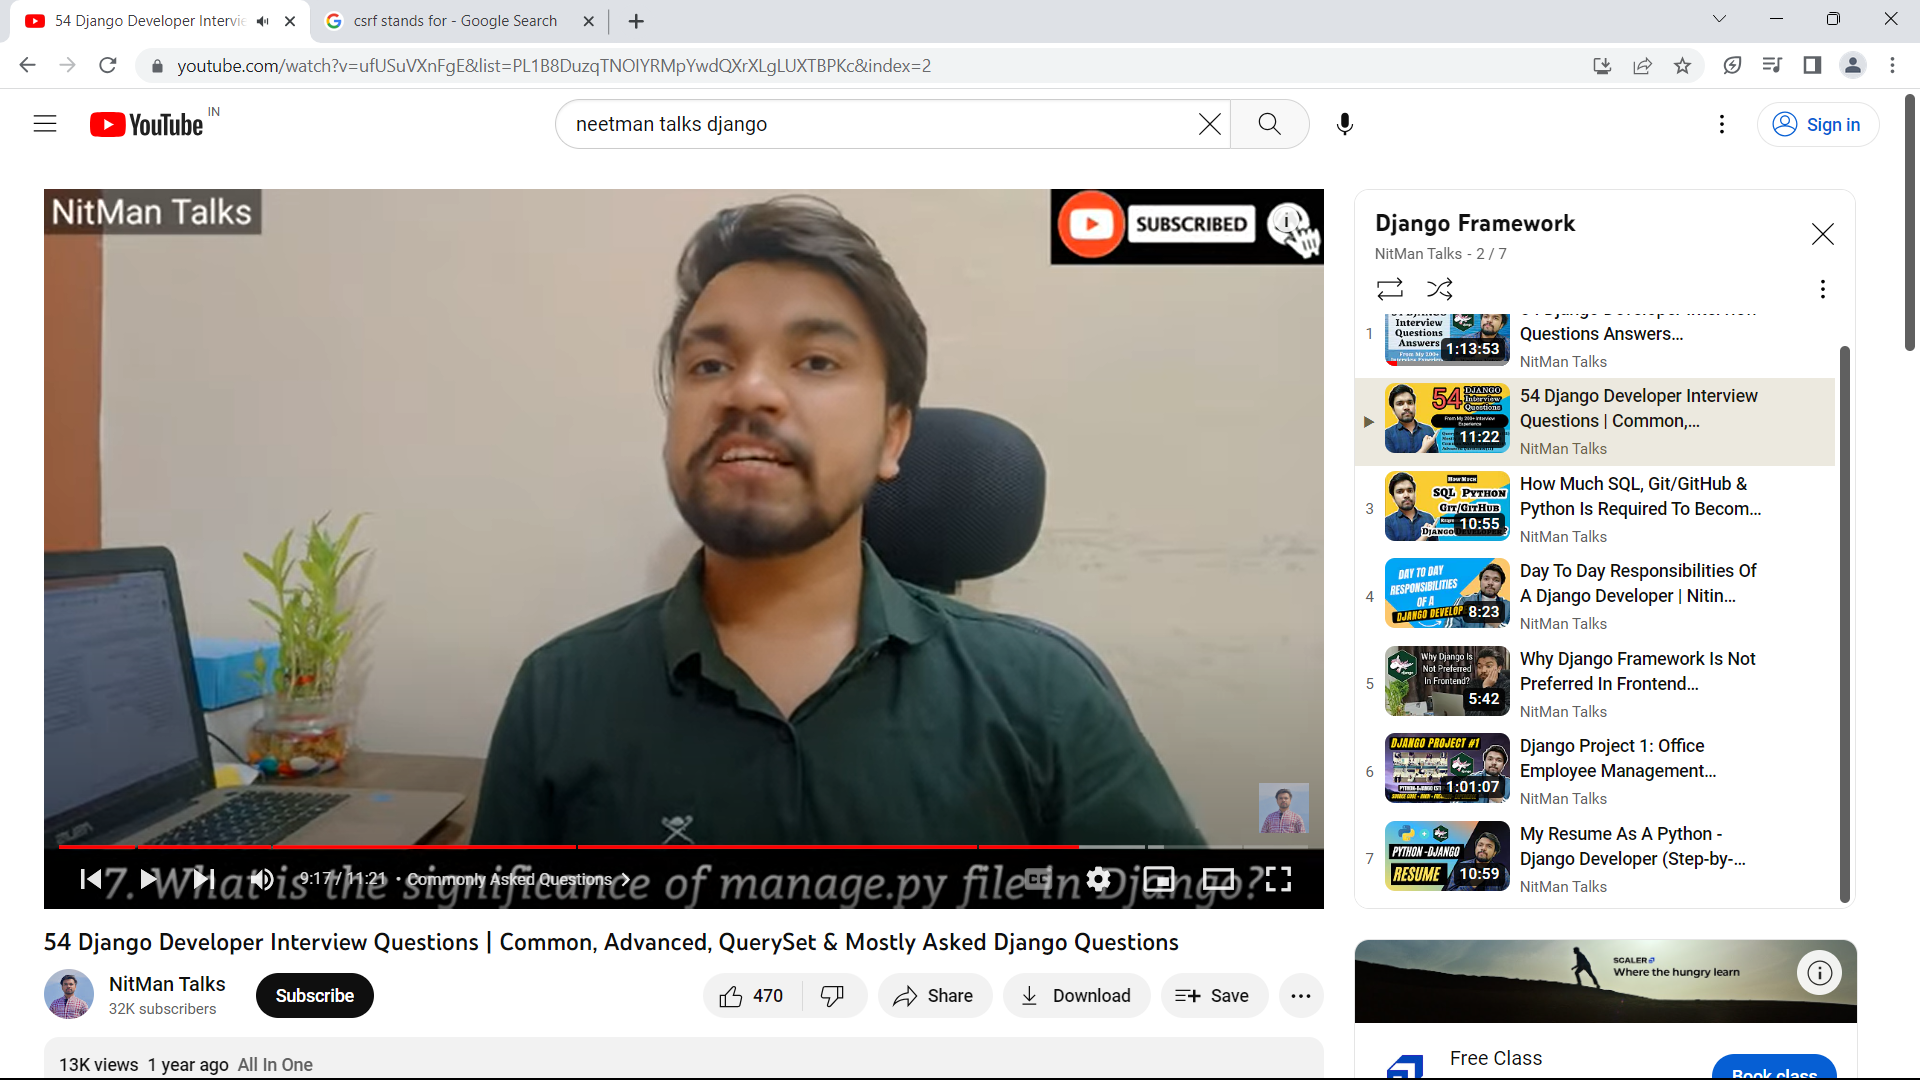 54 Django Developer Intervie
csrf stands for - Google Search
youtube.com/watch?v=ufUSuVXnFgE&list=PL1B8DuzqTNOIYRMpYwdQXrXLgLUXTBPKc&index=2
YouTube IN
neetman talks django
Sign in
NitMan Talks
SUBSCRIBED
7. What is the significance of manage.py file in Django?
9:17 / 11:21 • Commonly Asked Questions
CC
54 Django Developer Interview Questions | Common, Advanced, QuerySet & Mostly Asked Django Questions
NitMan Talks
32K subscribers
Subscribe
470
Share
Download
Save
13K views 1 year ago All In One
Django Framework
NitMan Talks - 2 / 7
1
Interview
Questions
Answers
1:13:53
Questions Answers...
NitMan Talks
54
DJANGO
Interview
Questions
11:22
54 Django Developer Interview
Questions | Common,...
NitMan Talks
3
How Much
SQL, PYTHON
GIT/GITHUB
10:55
How Much SQL, Git/GitHub &
Python Is Required To Becom...
NitMan Talks
4
DAY TO DAY
RESPONSIBILITIES
OF A
DJANGO DEVELOP
8:23
Day To Day Responsibilities Of
A Django Developer | Nitin...
NitMan Talks
5
Why Django Is
Not Preferred
In Frontend?
5:42
Why Django Framework Is Not
Preferred In Frontend...
NitMan Talks
6
DJANGO PROJECT #1
1:01:07
Django Project 1: Office
Employee Management...
NitMan Talks
7
PYTHON -DJANGO
RESUME
10:59
My Resume As A Python -
Django Developer (Step-by-...
NitMan Talks
SCALER
Where the hungry learn
Free Class
Book class